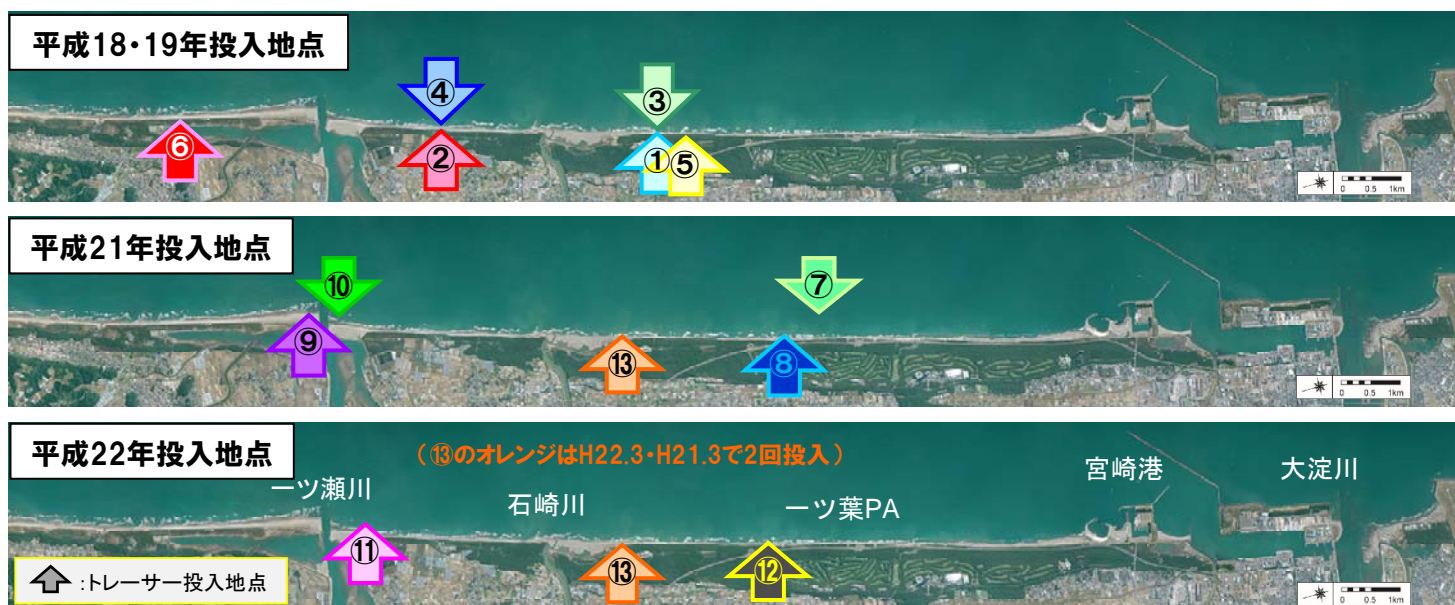 平成18・19年投入地点
④
③
⑥
②
①
⑤
0 0.5 1km
平成21年投入地点
⑩
⑦
⑨
⑬
⑧
0 0.5 1km
平成22年投入地点
（⑬のオレンジはH22.3・H21.3で2回投入）
宮崎港
大淀川
一ツ瀬川
石崎川
一ツ葉PA
⑪
⑬
⑫
:トレーサー投入地点
0 0.5 1km